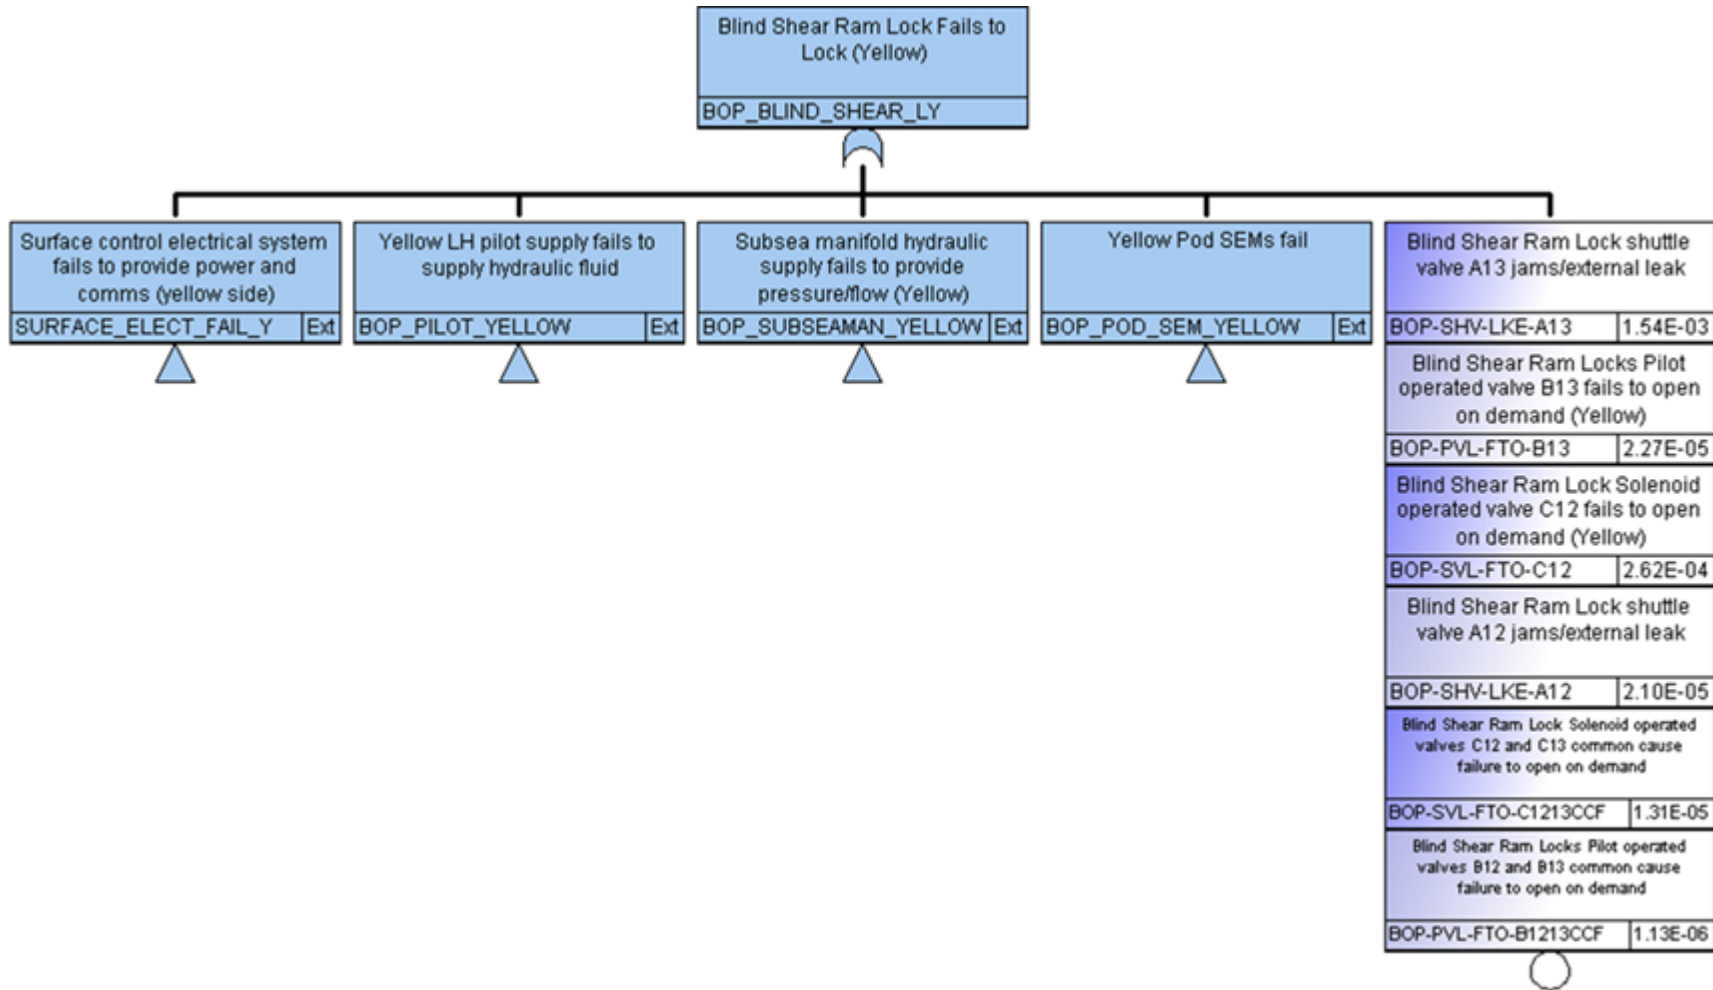 Blind Shear Ram Lock Fails to
Lock (Yellow)
BOP_BLIND_SHEAR_LY
Surface control electrical system
fails to provide power and
comms (yellow side)
SURFACE_ELECT_FAIL_Y Ext
Yellow LH pilot supply fails to
supply hydraulic fluid
BOP_PILOT_YELLOW Ext
Subsea manifold hydraulic
supply fails to provide
pressure/flow (Yellow)
BOP_SUBSEAMAN_YELLOW Ext
Yellow Pod SEMs fail
BOP_POD_SEM_YELLOW Ext
Blind Shear Ram Lock shuttle
valve A13 jams/external leak
BOP-SHV-LKE-A13 1.54E-03
Blind Shear Ram Locks Pilot
operated valve B13 fails to open
on demand (Yellow)
BOP-PVL-FTO-B13 2.27E-05
Blind Shear Ram Lock Solenoid
operated valve C12 fails to open
on demand (Yellow)
BOP-SVL-FTO-C12 2.62E-04
Blind Shear Ram Lock shuttle
valve A12 jams/external leak
BOP-SHV-LKE-A12 2.10E-05
Blind Shear Ram Lock Solenoid operated
valves C12 and C13 common cause
failure to open on demand
BOP-SVL-FTO-C1213CCF 1.31E-05
Blind Shear Ram Locks Pilot operated
valves B12 and B13 common cause
failure to open on demand
BOP-PVL-FTO-B1213CCF 1.13E-06